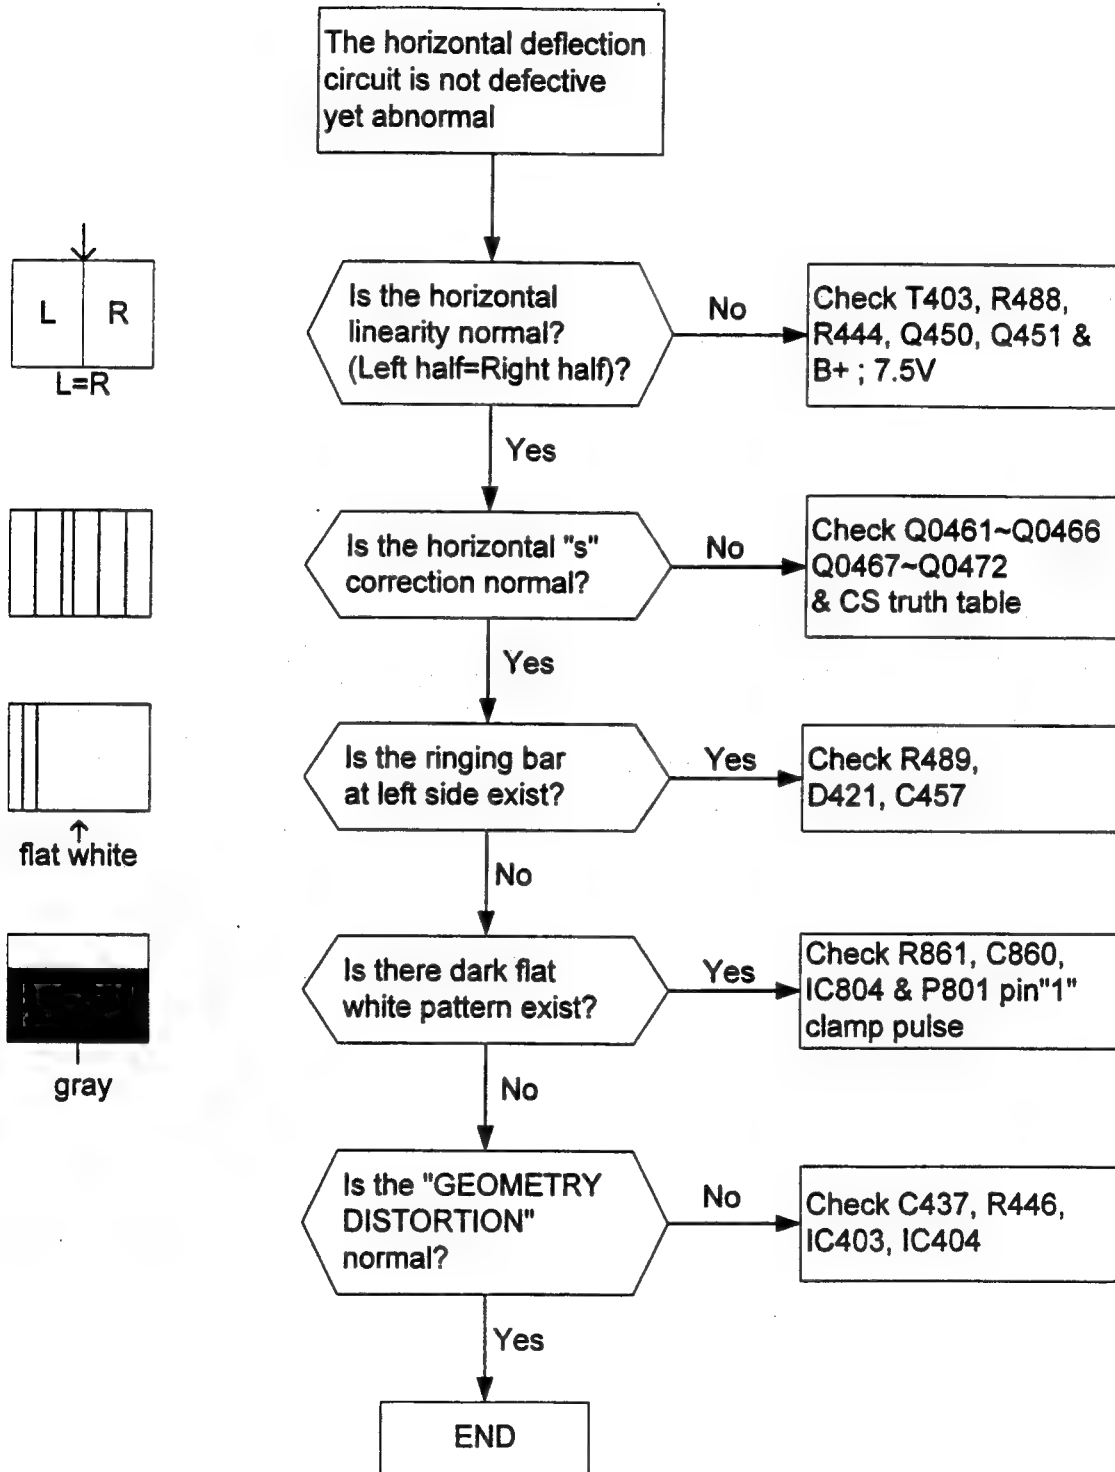 The horizontal deflection
circuit is not defective
yet abnormal
L R
L=R
Is the horizontal
linearity normal?
(Left half=Right half)?
No
Check T403, R488,
R444, Q450, Q451 &
B+ ; 7.5V
Yes
Is the horizontal "s"
correction normal?
No
Check Q0461~Q0466
Q0467~Q0472
& CS truth table
Yes
flat white
Is the ringing bar
at left side exist?
Yes
Check R489,
D421, C457
No
gray
Is there dark flat
white pattern exist?
Yes
Check R861, C860,
IC804 & P801 pin"1"
clamp pulse
No
Is the "GEOMETRY
DISTORTION"
normal?
No
Check C437, R446,
IC403, IC404
Yes
END